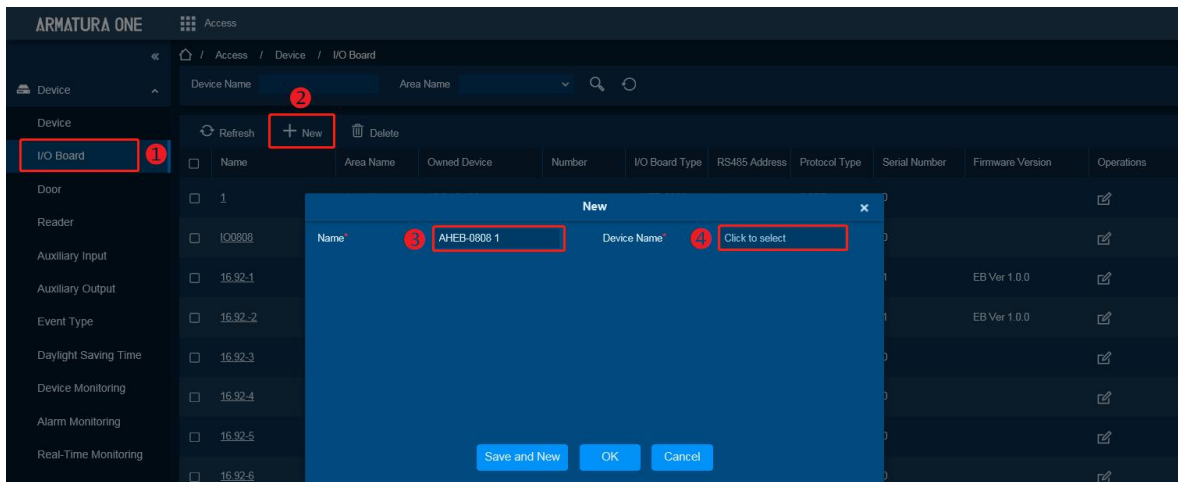 ARMATURA ONE
Access
« / Access / Device / I/O Board
Device Name Area Name
2
Device
Device
I/O Board 1
Door
Reader
Auxiliary Input
Auxiliary Output
Event Type
Daylight Saving Time
Device Monitoring
Alarm Monitoring
Real-Time Monitoring
Refresh + New Delete
Name Area Name Owned Device Number I/O Board Type RS485 Address Protocol Type Serial Number Firmware Version Operations
1
IO0808
16.92-1 EB Ver 1.0.0
16.92.-2 EB Ver 1.0.0
16.92-3
16.92-4
16.92-5
16.92-6
New ×
Name* 3 AHEB-0808 1 Device Name* 4 Click to select
Save and New OK Cancel